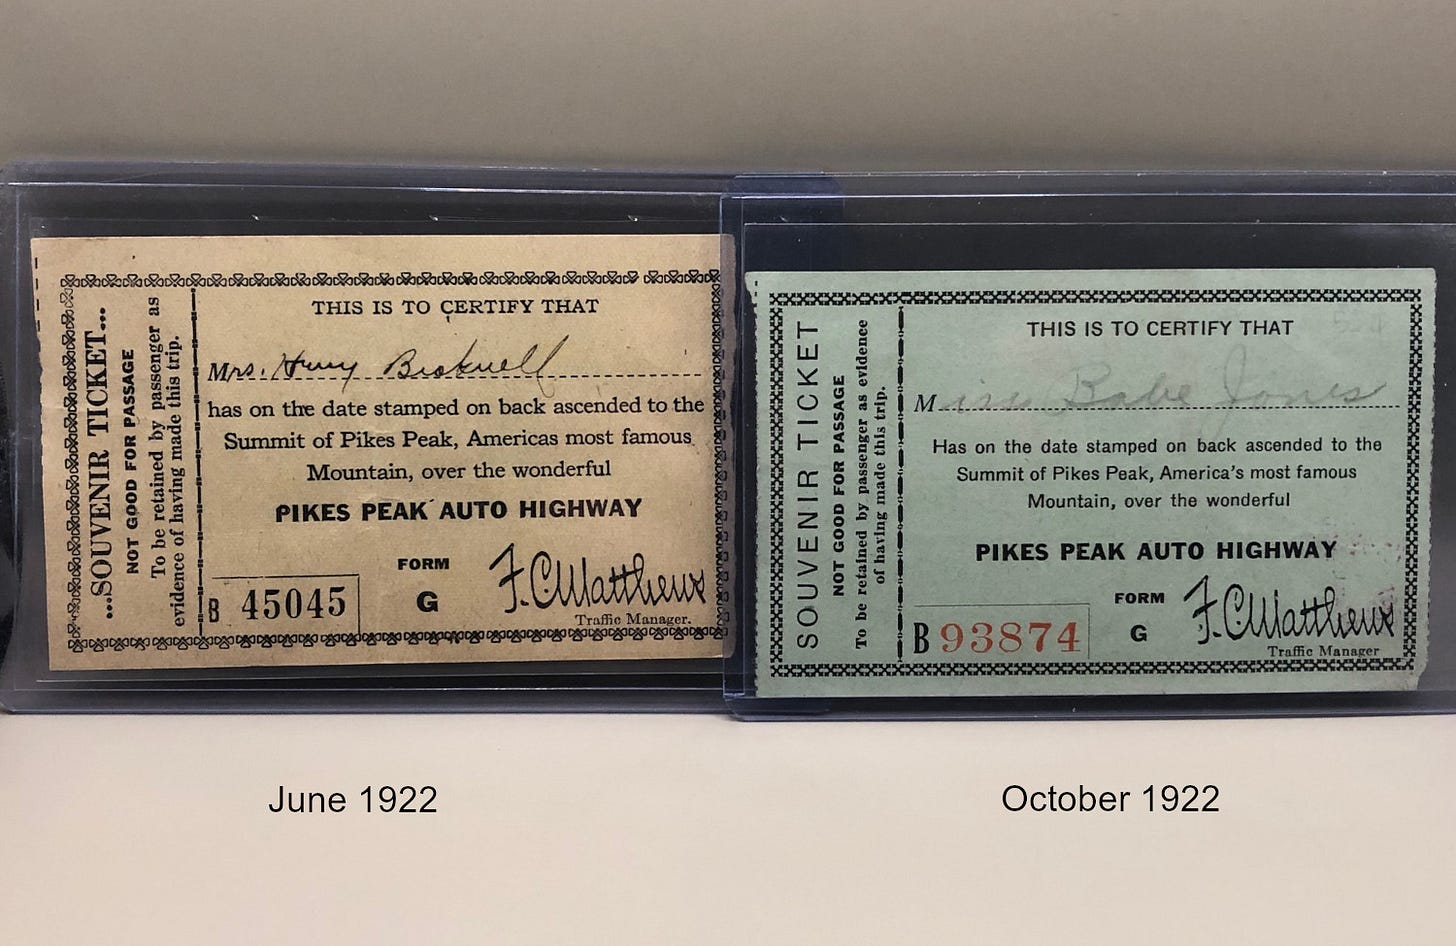 ...SOUVENIR TICKET...
NOT GOOD FOR PASSAGE
To be retained by passenger as
evidence of having made this trip.
THIS IS TO CERTIFY THAT
Mrs. Henry
has on the date stamped on back ascended to the
Summit of Pikes Peak, Americas most famous
Mountain, over the wonderful
PIKES PEAK AUTO HIGHWAY
FORM
G
B 45045
F. C. Matthews
Traffic Manager.
SOUVENIR TICKET
NOT GOOD FOR PASSAGE
To be retained by passenger as evidence
of having made this trip.
THIS IS TO CERTIFY THAT
Miss Babe Jones
Has on the date stamped on back ascended to the
Summit of Pikes Peak, America's most famous
Mountain, over the wonderful
PIKES PEAK AUTO HIGHWAY
FORM
G
B 93874
F. C. Matthews
Traffic Manager
June 1922
October 1922